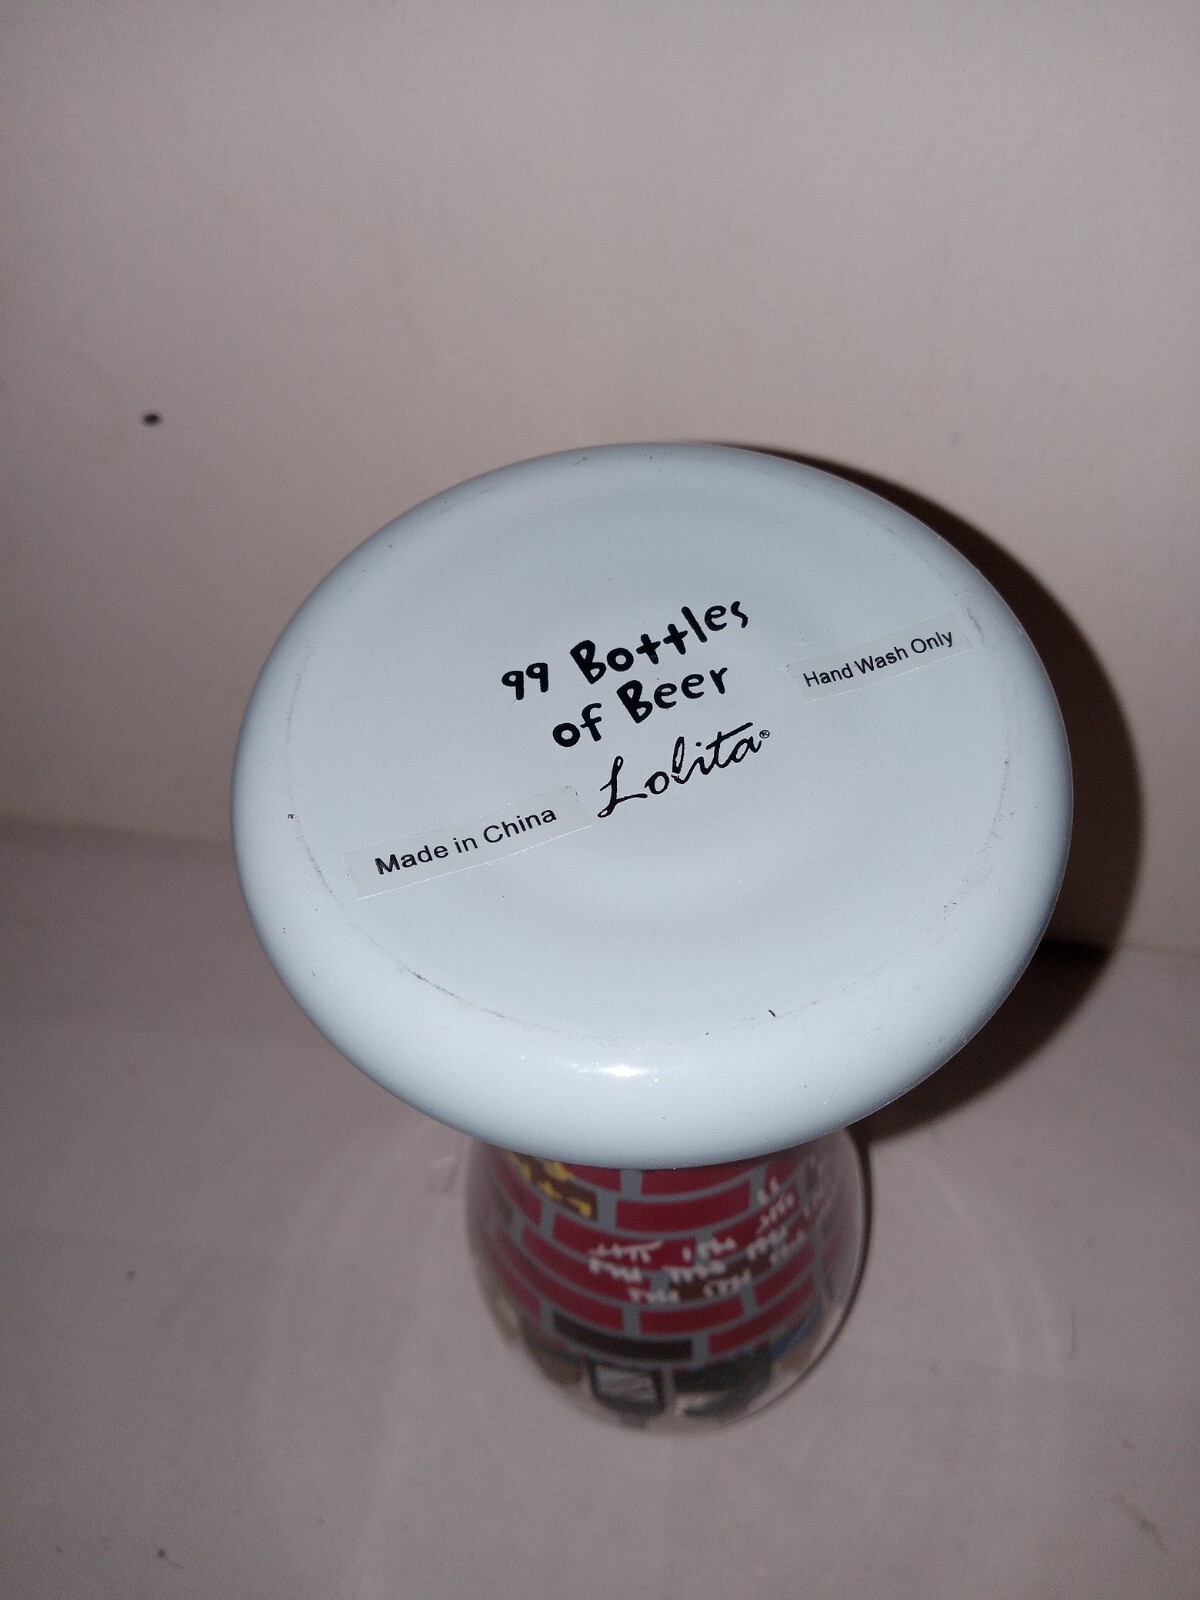 99 Bottles
of Beer
Lolita®
Hand Wash Only
Made in China